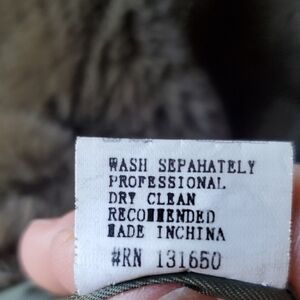 WASH SEPAHATELY
PROFESSIONAL
DRY CLEAN
RECOMMENDED
MADE INCHINA
#RN 131650